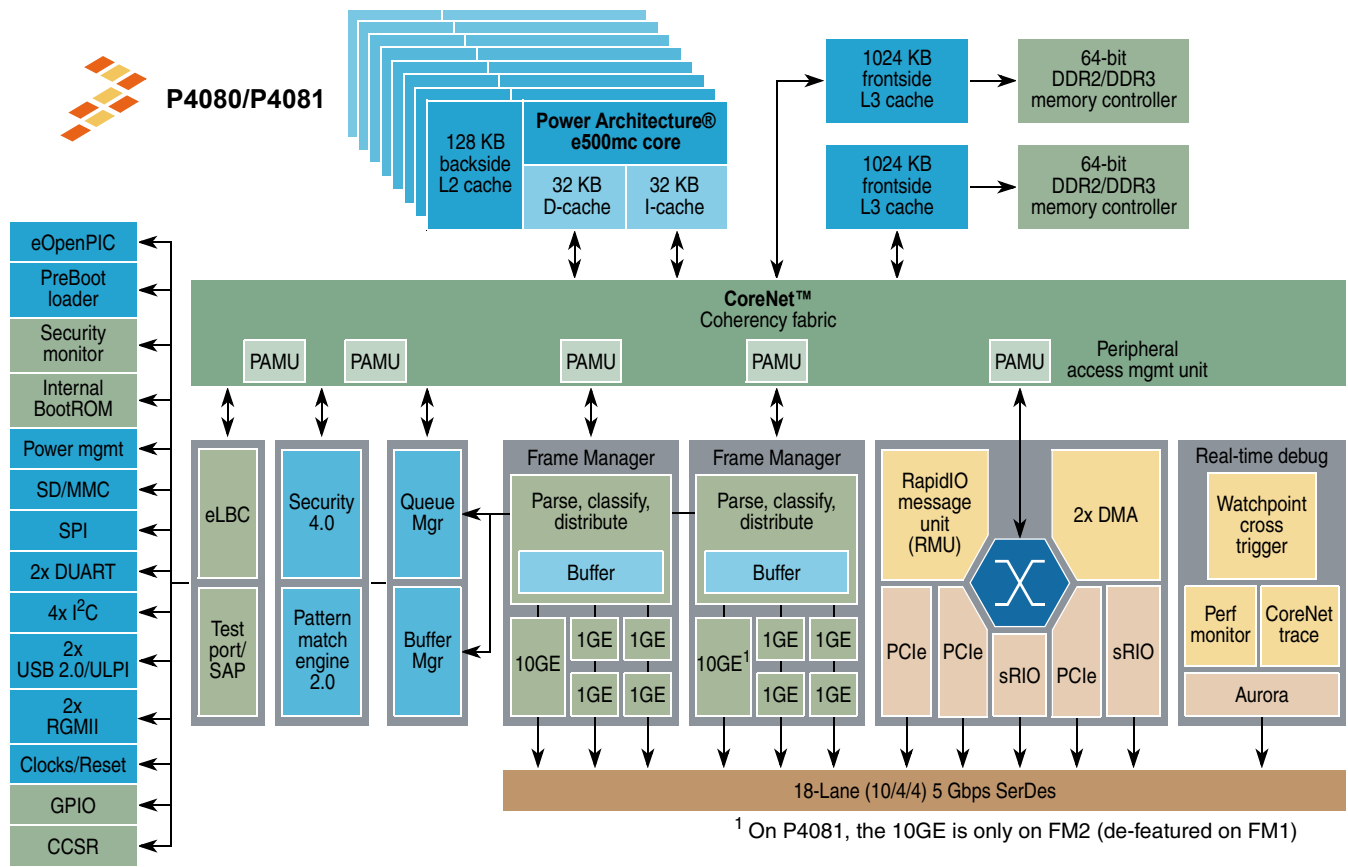 P4080/P4081
128 KB
backside
L2 cache
Power Architecture®
e500mc core
32 KB
D-cache
32 KB
I-cache
1024 KB
frontside
L3 cache
64-bit
DDR2/DDR3
memory controller
1024 KB
frontside
L3 cache
64-bit
DDR2/DDR3
memory controller
eOpenPIC
PreBoot
loader
Security
monitor
Internal
BootROM
Power mgmt
SD/MMC
SPI
2x DUART
4x I²C
2x
USB 2.0/ULPI
2x
RGMII
Clocks/Reset
GPIO
CCSR
CoreNet™
Coherency fabric
PAMU
PAMU
PAMU
PAMU
PAMU
Peripheral
access mgmt unit
eLBC
Test
port/
SAP
Security
4.0
Pattern
match
engine
2.0
Queue
Mgr
Buffer
Mgr
Frame Manager
Parse, classify,
distribute
Buffer
10GE
1GE
1GE
1GE
1GE
Frame Manager
Parse, classify,
distribute
Buffer
10GE¹
1GE
1GE
1GE
1GE
RapidIO
message
unit
(RMU)
2x DMA
PCIe
PCIe
sRIO
PCIe
sRIO
Real-time debug
Watchpoint
cross
trigger
Perf
monitor
CoreNet
trace
Aurora
18-Lane (10/4/4) 5 Gbps SerDes
¹ On P4081, the 10GE is only on FM2 (de-featured on FM1)